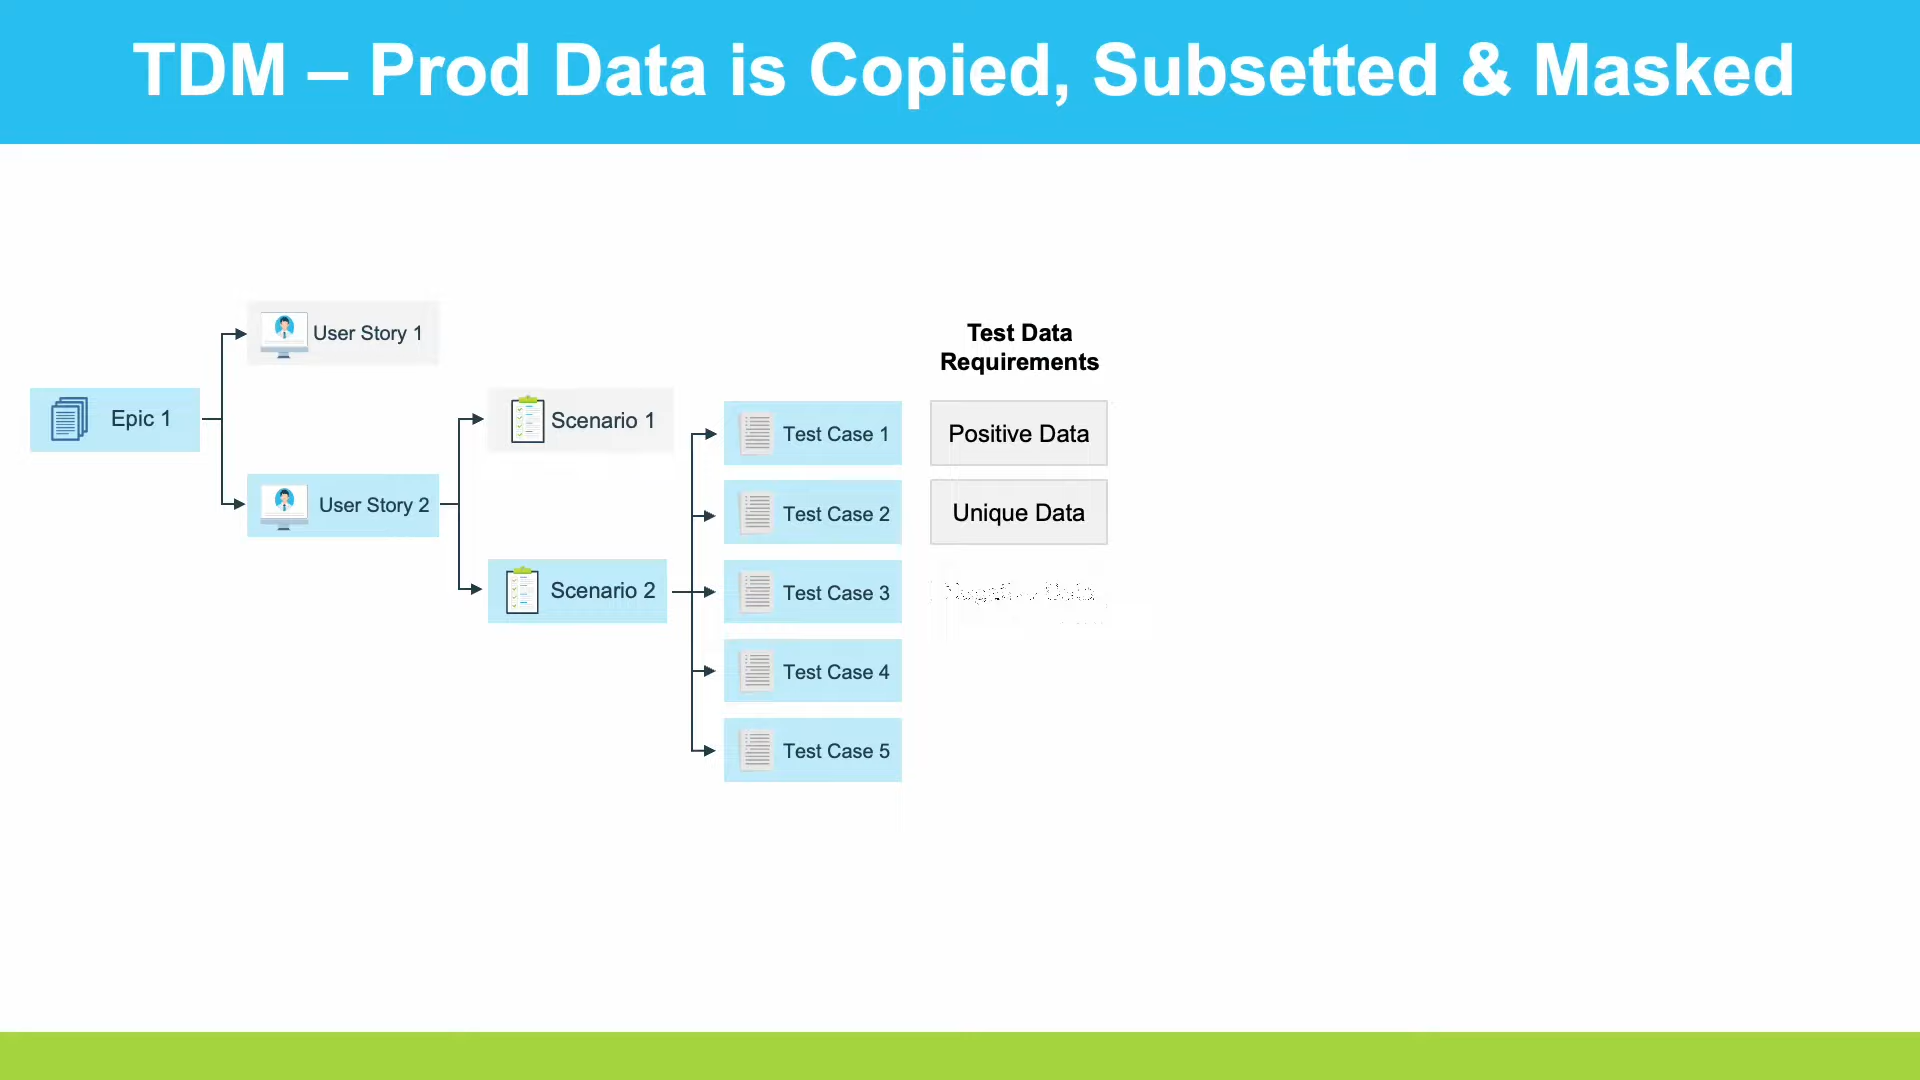 TDM – Prod Data is Copied, Subsetted & Masked
User Story 1
Epic 1
User Story 2
Scenario 1
Scenario 2
Test Case 1
Test Case 2
Test Case 3
Test Case 4
Test Case 5
Test Data
Requirements
Positive Data
Unique Data
Negative Data